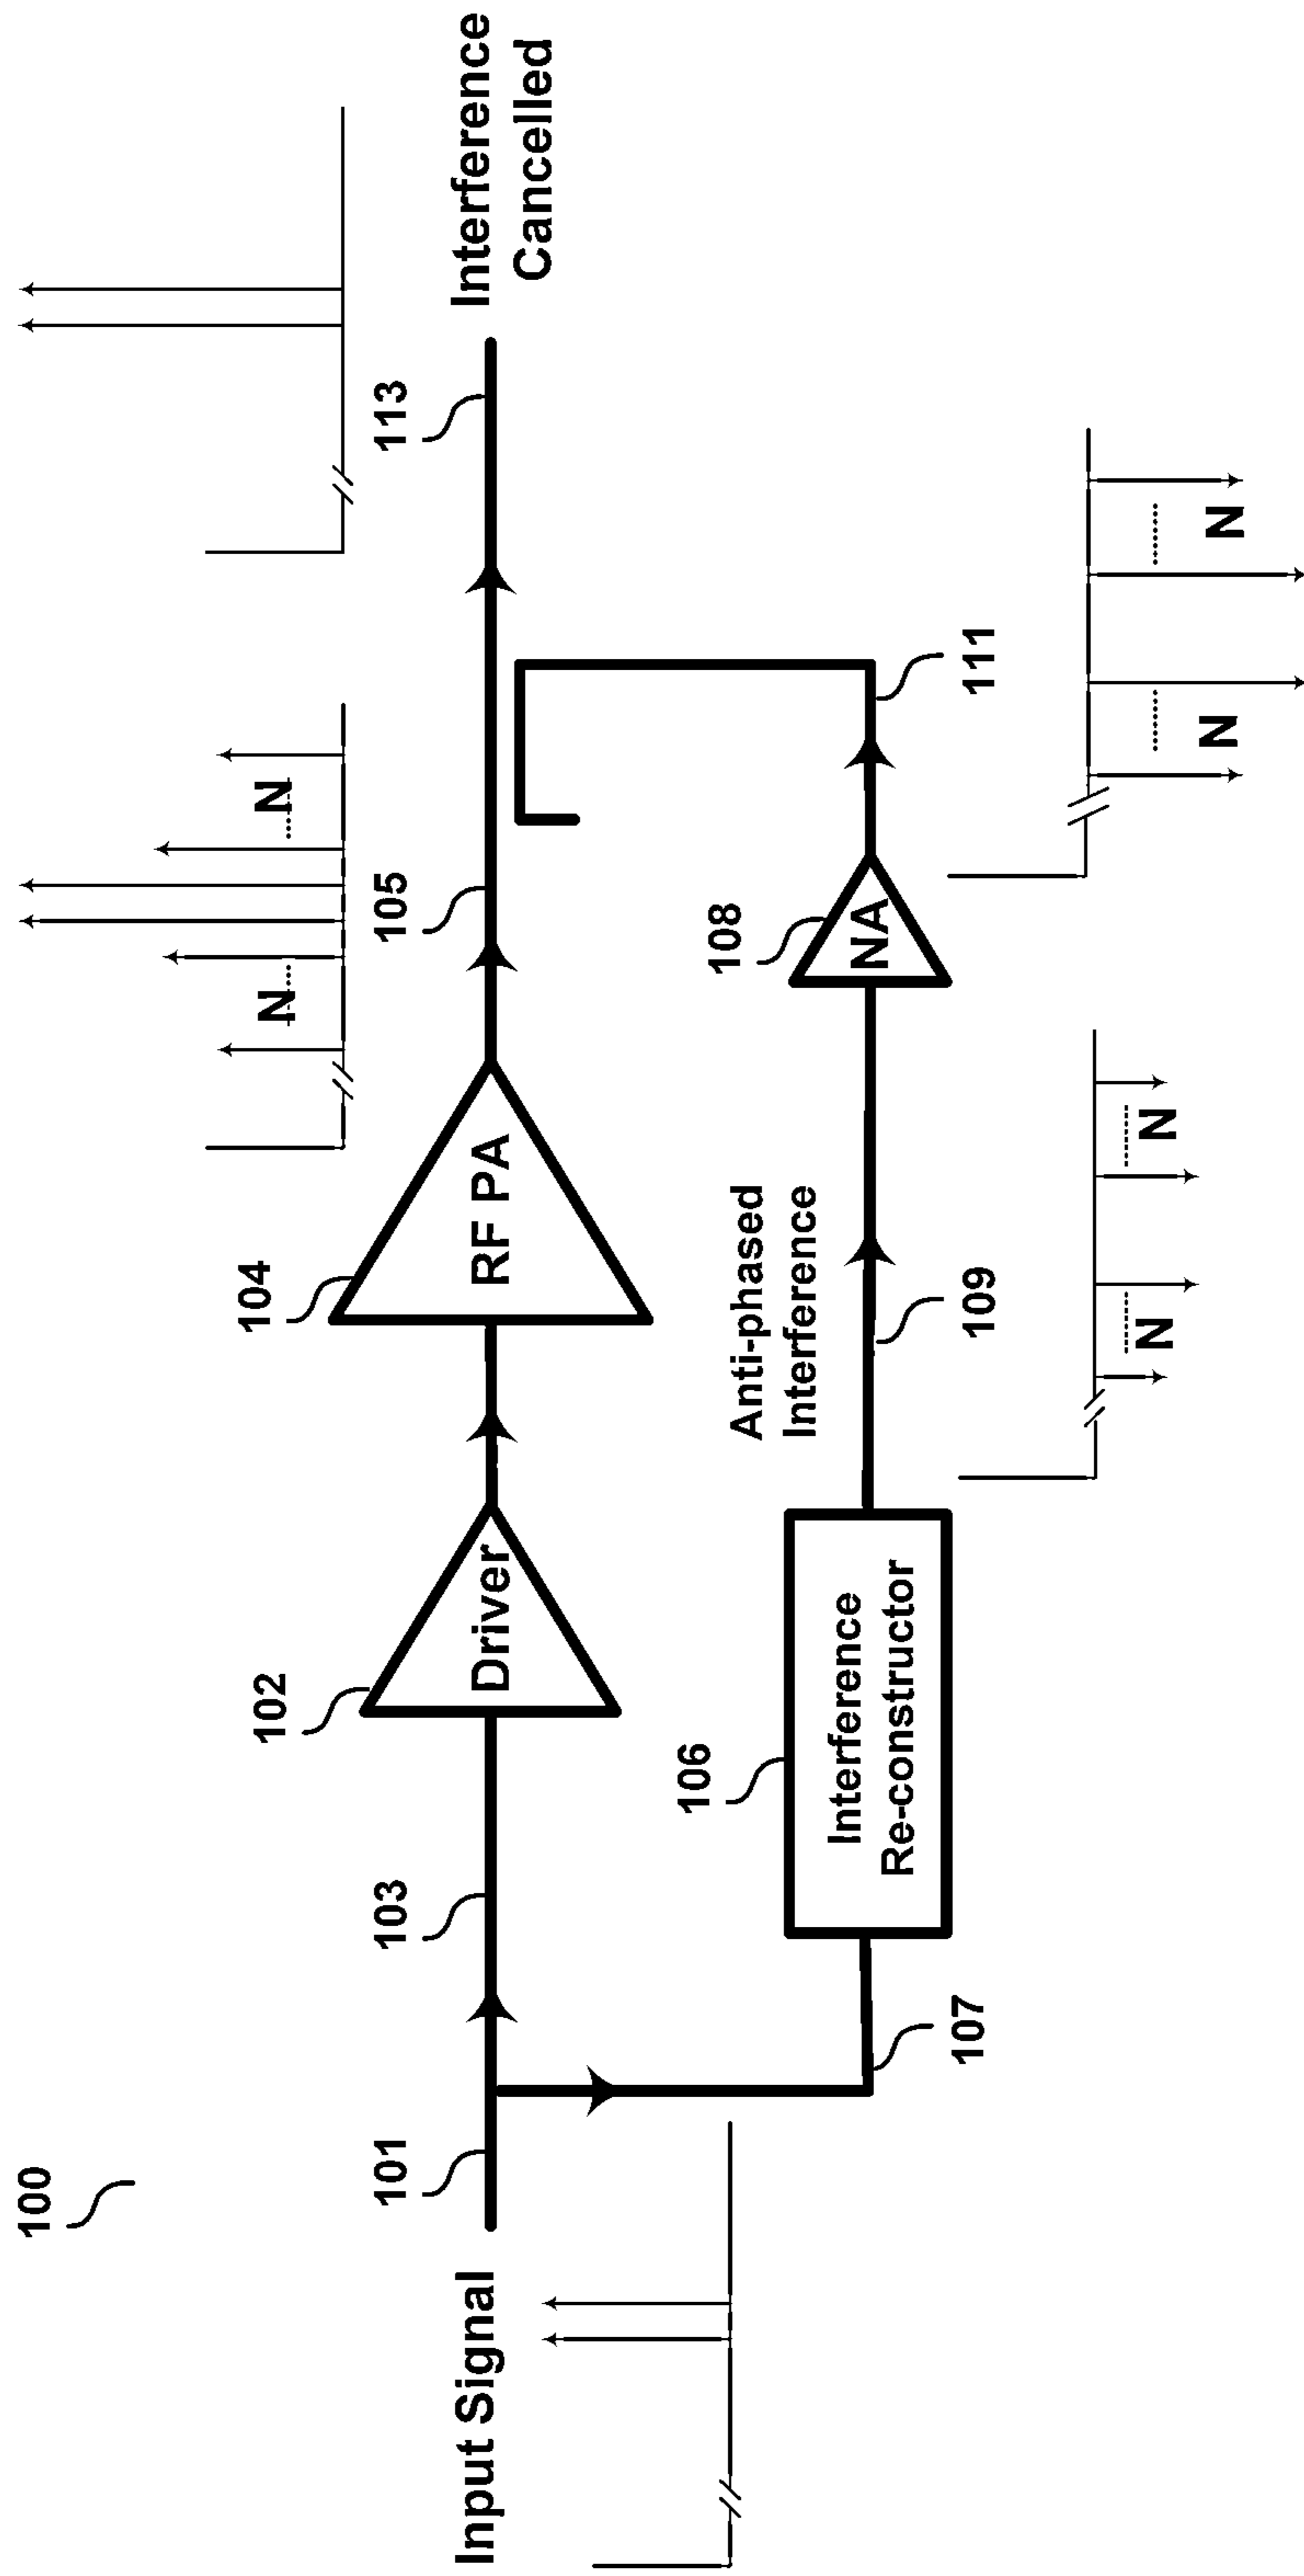 100
113
Interference
Cancelled
N
N
105
104
RF PA
102
Driver
103
101
Input Signal
108
NA
111
N
N
Anti-phased
Interference
109
N
N
106
Interference
Re-constructor
107